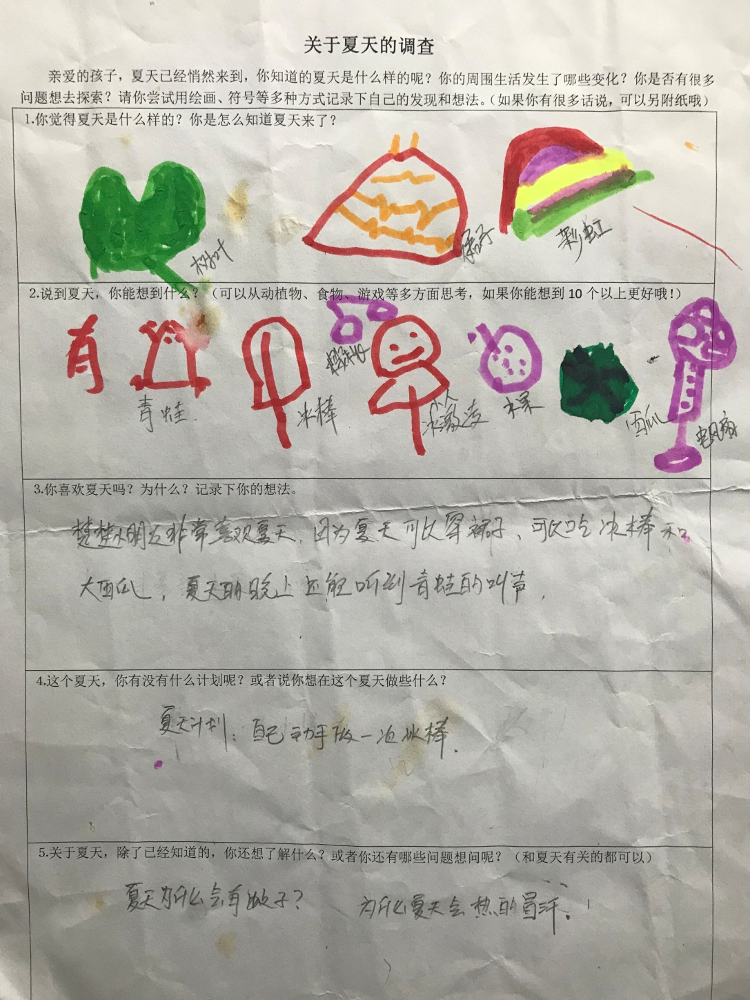 关于夏天的调查
亲爱的孩子，夏天已经悄然来到，你知道的夏天是什么样的呢？你的周围生活发生了哪些变化？你是否有很多
问题想去探索？请你尝试用绘画、符号等多种方式记录下自己的发现和想法。（如果你有很多话说，可以另附纸哦）
1.你觉得夏天是什么样的？你是怎么知道夏天来了？
树叶
裙子
彩虹
2.说到夏天，你能想到什么？（可以从动植物、食物、游戏等多方面思考，如果你能想到10个以上更好哦！）
有
青蛙
冰棒
小人
冰激凌
水果
西瓜
电风扇
3.你喜欢夏天吗？为什么？记录下你的想法。
楚楚小朋友非常喜欢夏天，因为夏天可以穿裙子、可以吃冰棒和
大西瓜，夏天的晚上还能听到青蛙的叫声，
4.这个夏天，你有没有什么计划呢？或者说你想在这个夏天做些什么？
夏天计划：自己动手做一次冰棒.
5.关于夏天，除了已经知道的，你还想了解什么？或者你还有哪些问题想问呢？（和夏天有关的都可以）
夏天为什么会有蚊子？ 为什么夏天会热的冒汗。